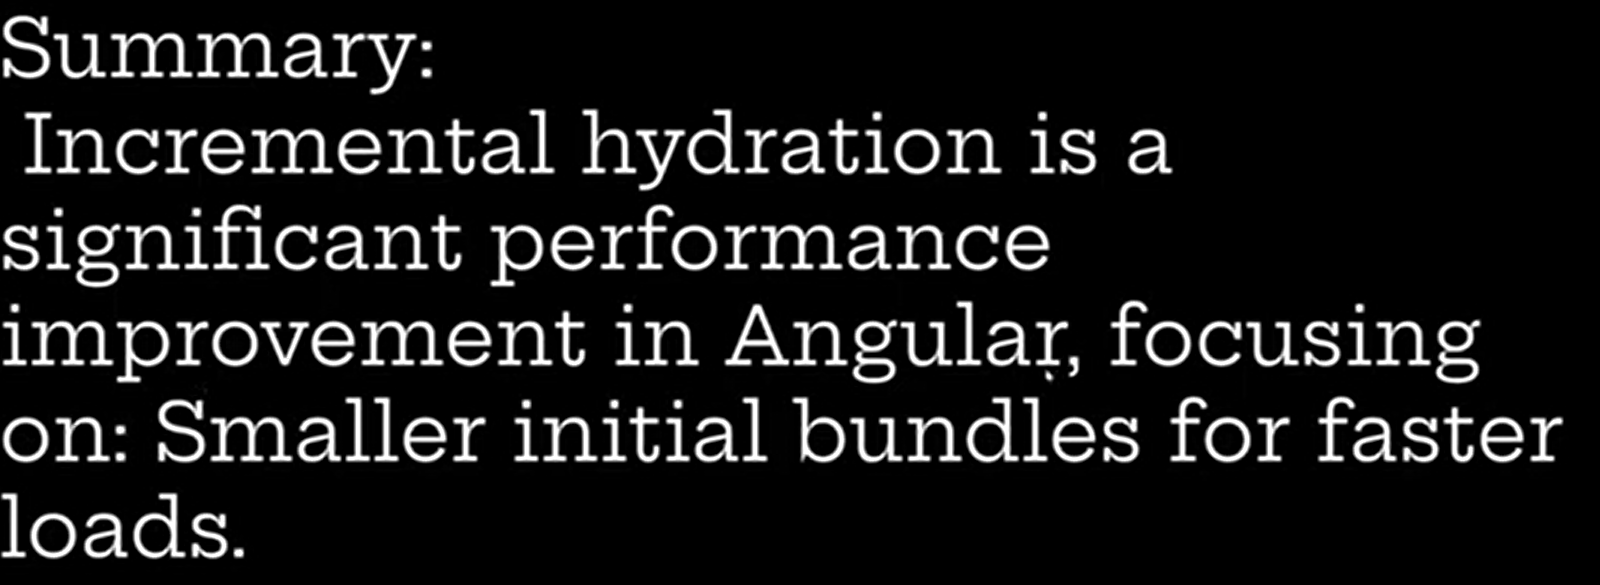 Summary:
Incremental hydration is a
significant performance
improvement in Angular, focusing
on: Smaller initial bundles for faster
loads.